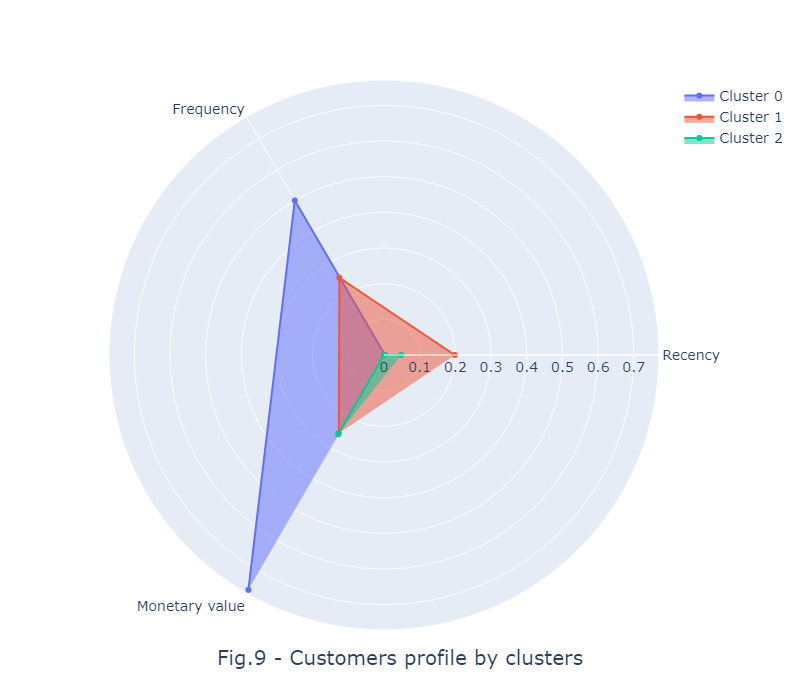 Frequency
Cluster 0
Cluster 1
Cluster 2
Recency
0 0.1 0.2 0.3 0.4 0.5 0.6 0.7
Monetary value
Fig.9 - Customers profile by clusters